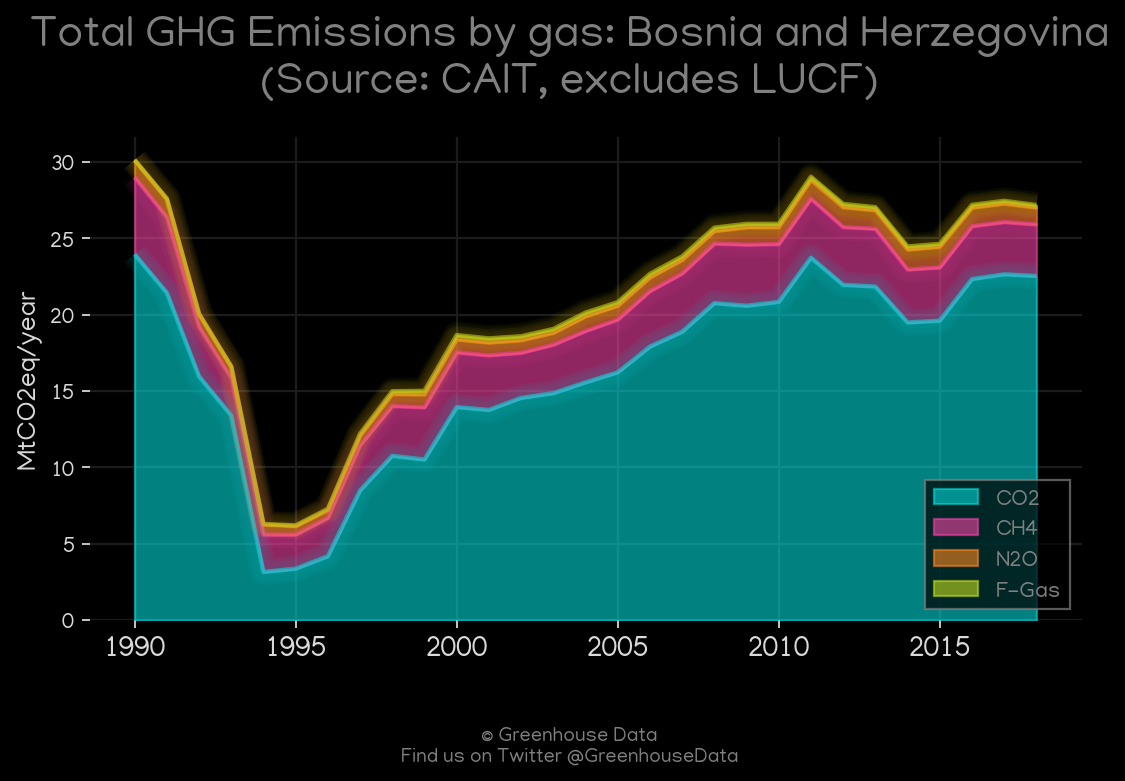 Total GHG Emissions by gas: Bosnia and Herzegovina
(Source: CAIT, excludes LUCF)
MtCO2eq/year
30
25
20
15
10
5
0
1990 1995 2000 2005 2010 2015
CO2
CH4
N2O
F-Gas
© Greenhouse Data
Find us on Twitter @GreenhouseData